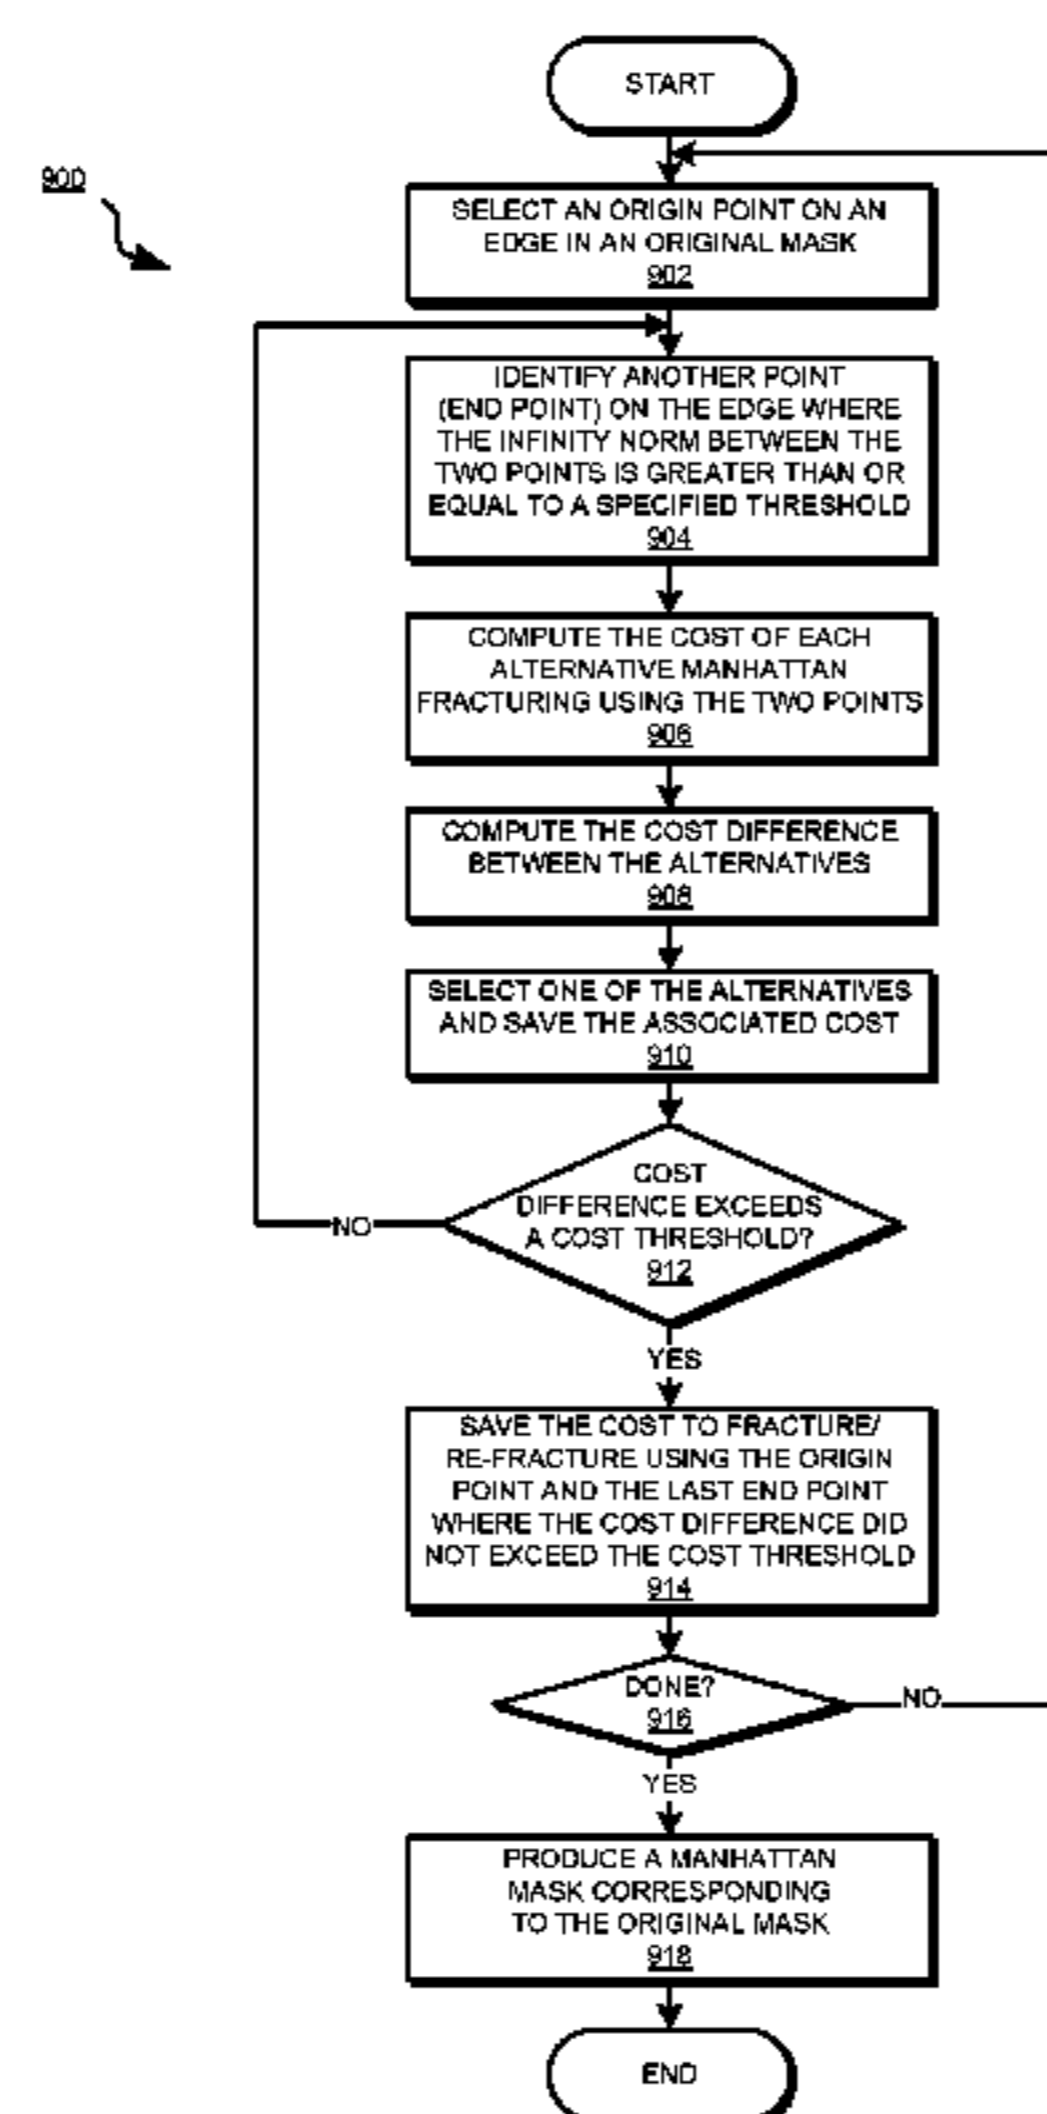 START
900
SELECT AN ORIGIN POINT ON AN
EDGE IN AN ORIGINAL MASK
902
IDENTIFY ANOTHER POINT
(END POINT) ON THE EDGE WHERE
THE INFINITY NORM BETWEEN THE
TWO POINTS IS GREATER THAN OR
EQUAL TO A SPECIFIED THRESHOLD
904
COMPUTE THE COST OF EACH
ALTERNATIVE MANHATTAN
FRACTURING USING THE TWO POINTS
906
COMPUTE THE COST DIFFERENCE
BETWEEN THE ALTERNATIVES
908
SELECT ONE OF THE ALTERNATIVES
AND SAVE THE ASSOCIATED COST
910
COST
DIFFERENCE EXCEEDS
A COST THRESHOLD?
912
NO
YES
SAVE THE COST TO FRACTURE/
RE-FRACTURE USING THE ORIGIN
POINT AND THE LAST END POINT
WHERE THE COST DIFFERENCE DID
NOT EXCEED THE COST THRESHOLD
914
DONE?
916
NO
YES
PRODUCE A MANHATTAN
MASK CORRESPONDING
TO THE ORIGINAL MASK
918
END